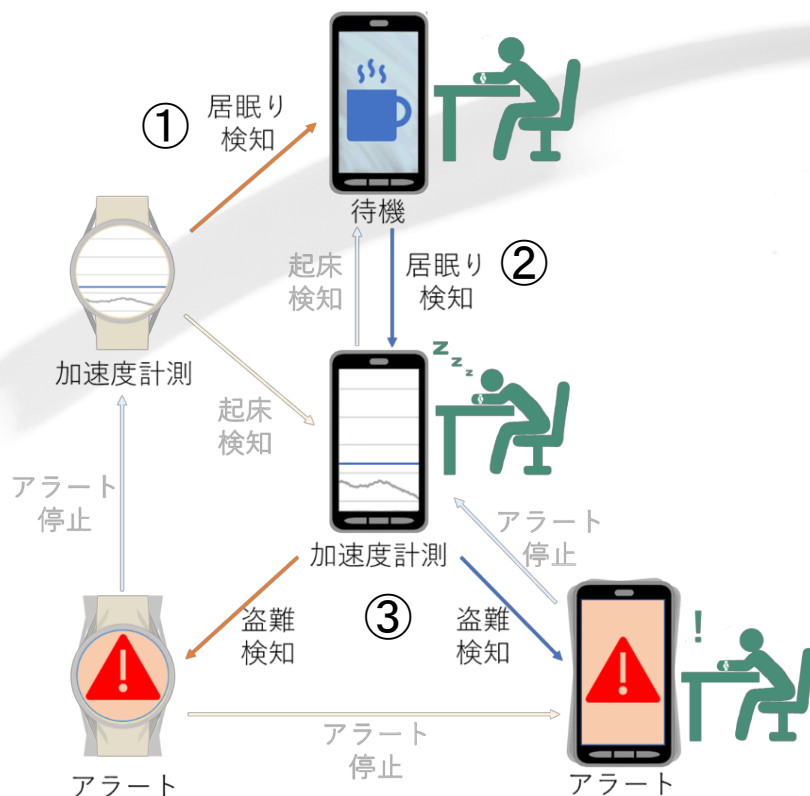 ①
居眠り
検知
待機
起床
検知
居眠り
検知
②
加速度計測
z
z
z
起床
検知
アラート
停止
加速度計測
アラート
停止
盗難
検知
③
盗難
検知
!
アラート
停止
アラート
アラート